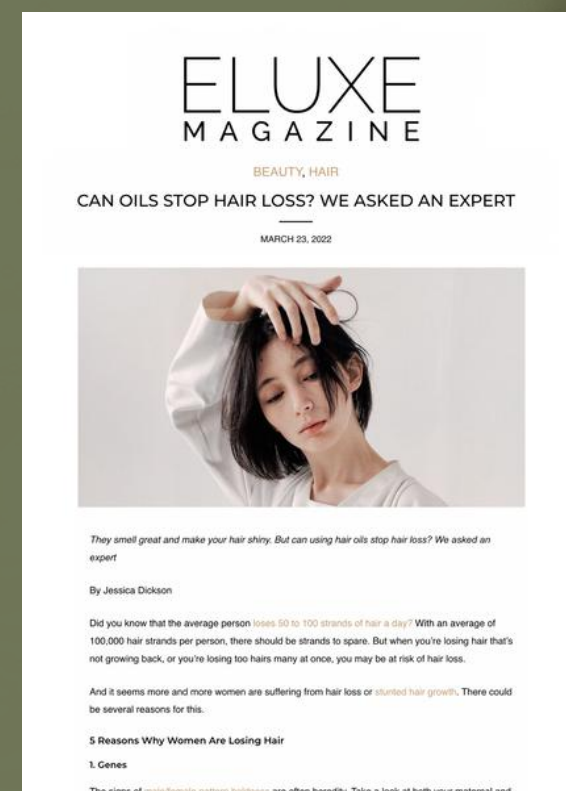 ELUXE
MAGAZINE
BEAUTY, HAIR
CAN OILS STOP HAIR LOSS? WE ASKED AN EXPERT
MARCH 23, 2022
They smell great and make your hair shiny. But can using hair oils stop hair loss? We asked an
expert
By Jessica Dickson
Did you know that the average person loses 50 to 100 strands of hair a day? With an average of
100,000 hair strands per person, there should be strands to spare. But when you're losing hair that's
not growing back, or you're losing too hairs many at once, you may be at risk of hair loss.
And it seems more and more women are suffering from hair loss or stunted hair growth. There could
be several reasons for this.
5 Reasons Why Women Are Losing Hair
1. Genes